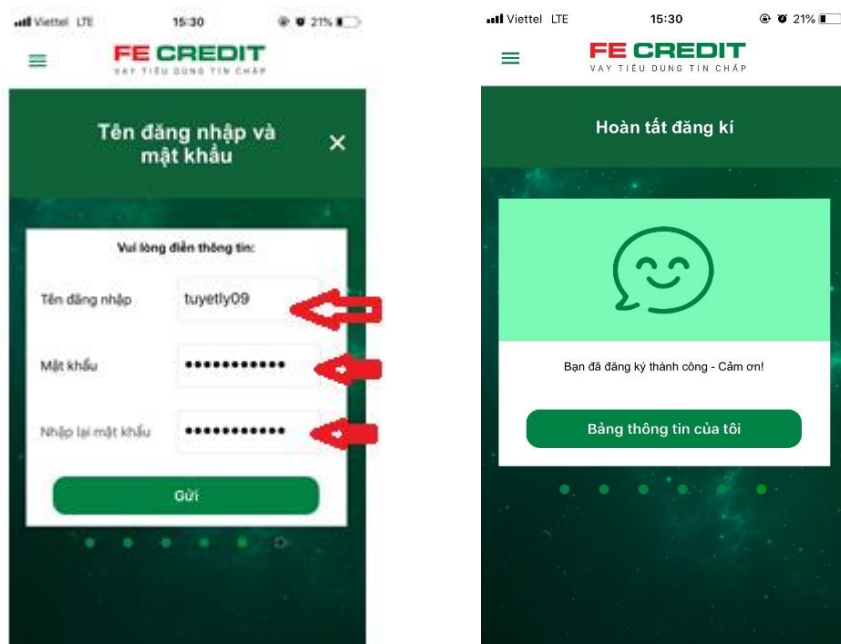 Viettel LTE 15:30 21%
FE CREDIT
VAY TIÊU DÙNG TÍN CHẤP
Tên đăng nhập và
mật khẩu
Vui lòng điền thông tin:
Tên đăng nhập tuyetly09
Mật khẩu •••••••••••
Nhập lại mật khẩu •••••••••••
Gửi
Viettel LTE 15:30 21%
FE CREDIT
VAY TIÊU DÙNG TÍN CHẤP
Hoàn tất đăng kí
Bạn đã đăng ký thành công - Cảm ơn!
Bảng thông tin của tôi